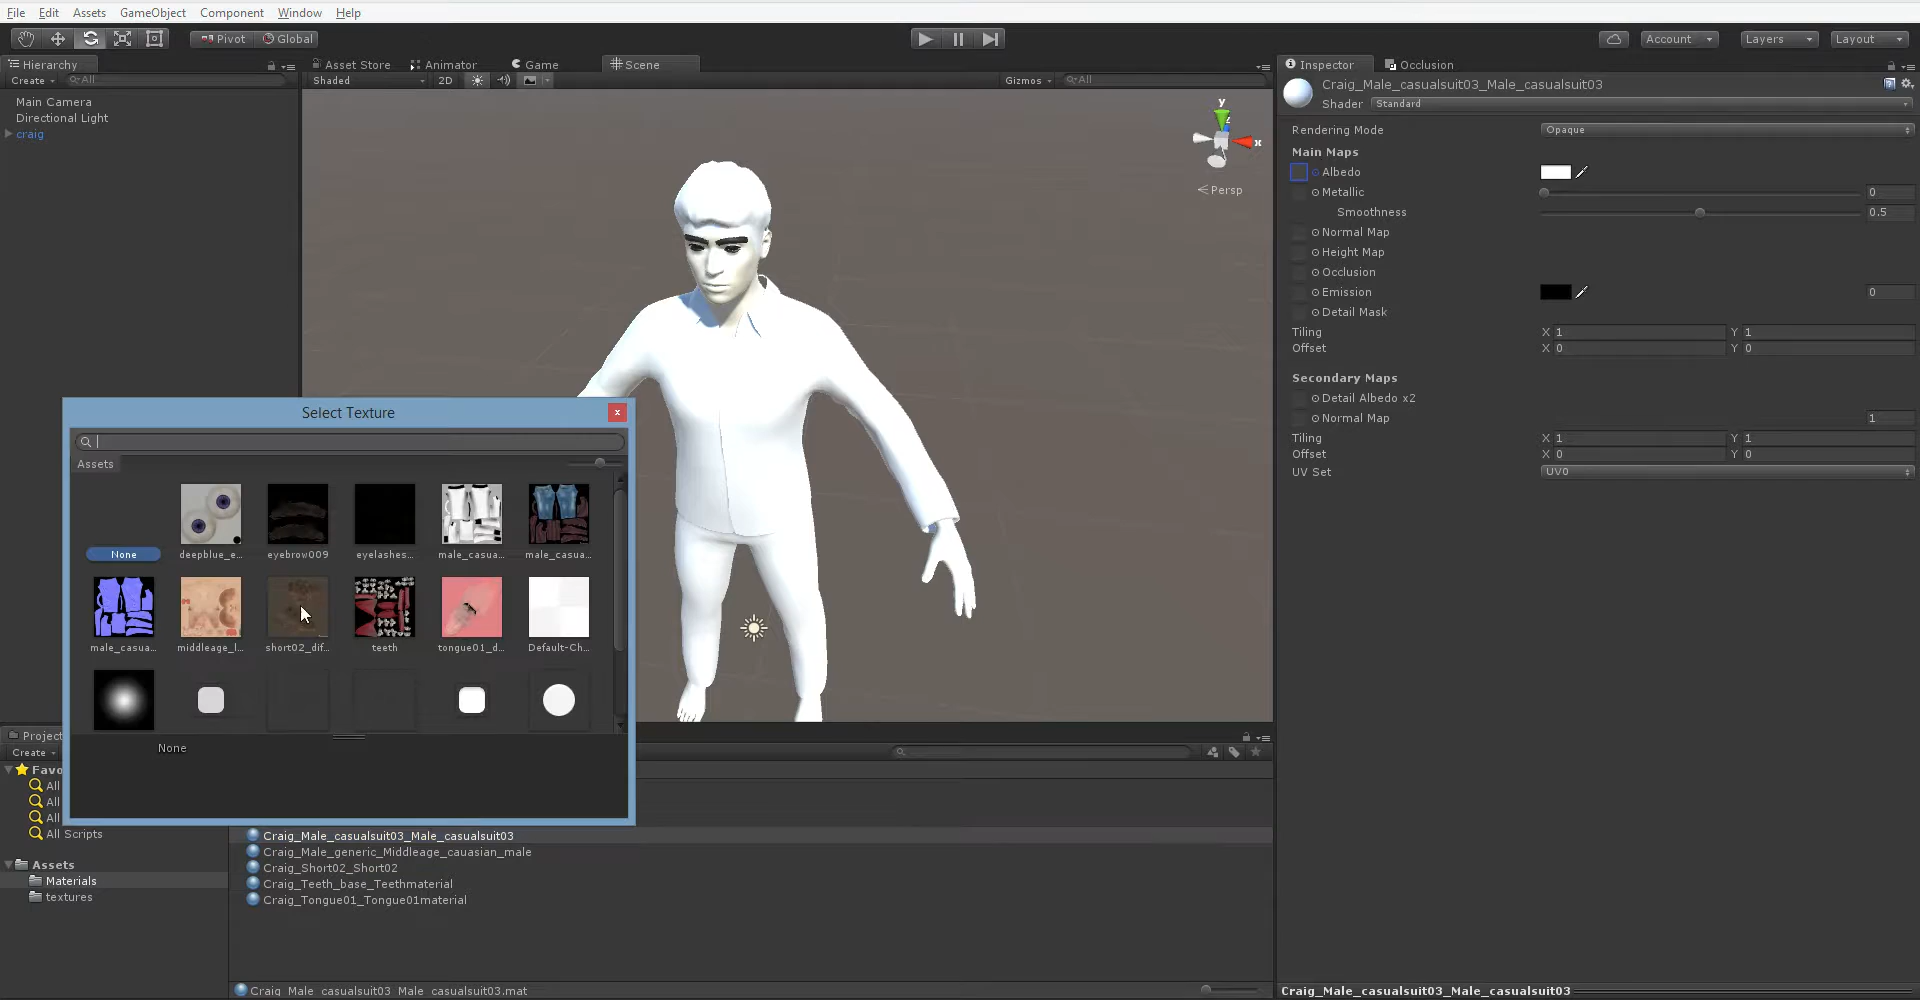 File Edit Assets GameObject Component Window Help
Pivot Global Account Layers Layout
Hierarchy Asset Store Animator Game Scene Inspector Occlusion
Create All Shaded 2D Gizmos All
Main Camera
Directional Light
craig
y
x
Persp
Craig_Male_casualsuit03_Male_casualsuit03
Shader Standard
Rendering Mode Opaque
Main Maps
Albedo
Metallic 0
Smoothness 0.5
Normal Map
Height Map
Occlusion
Emission 0
Detail Mask
Tiling X 1 Y 1
Offset X 0 Y 0
Secondary Maps
Detail Albedo x2
Normal Map 1
Tiling X 1 Y 1
Offset X 0 Y 0
UV Set UV0
Select Texture
x
Assets
None deepblue_e... eyebrow009 eyelashes... male_casua... male_casua...
male_casua... middleage_l... short02_dif... teeth tongue01_d... Default-Ch...
None
Project
Create
Favo
All
All
All
All Scripts
Assets
Materials
textures
Craig_Male_casualsuit03_Male_casualsuit03
Craig_Male_generic_Middleage_cauasian_male
Craig_Short02_Short02
Craig_Teeth_base_Teethmaterial
Craig_Tongue01_Tongue01material
Craig_Male_casualsuit03_Male_casualsuit03.mat
Craig_Male_casualsuit03_Male_casualsuit03